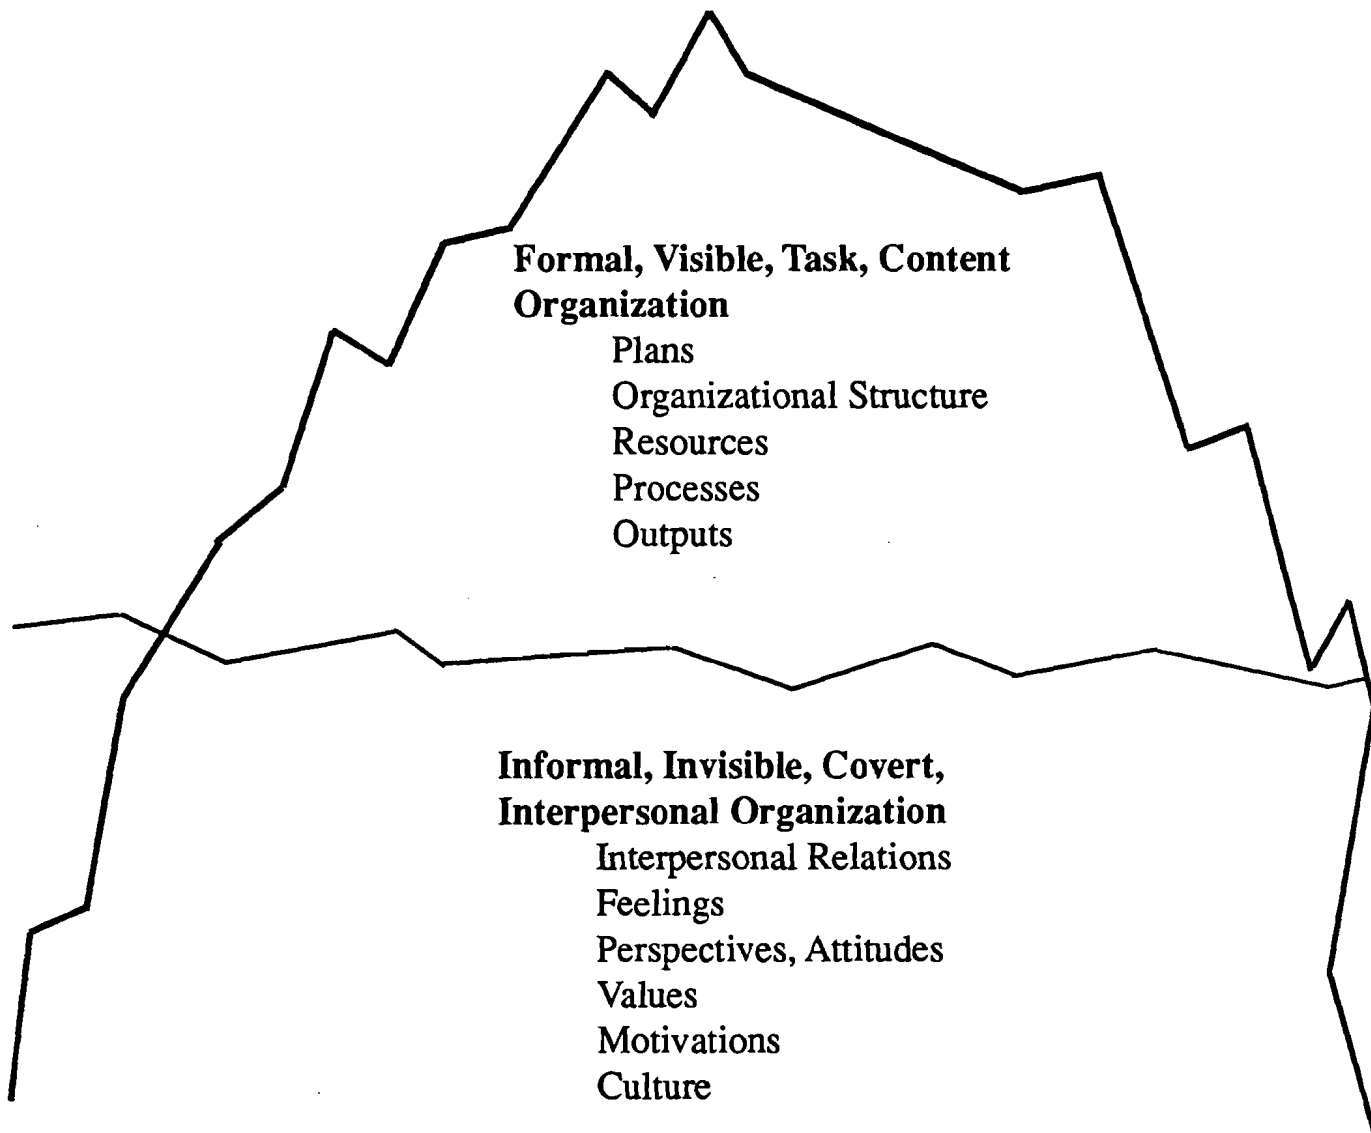 Formal, Visible, Task, Content
Organization
Plans
Organizational Structure
Resources
Processes
Outputs
Informal, Invisible, Covert,
Interpersonal Organization
Interpersonal Relations
Feelings
Perspectives, Attitudes
Values
Motivations
Culture